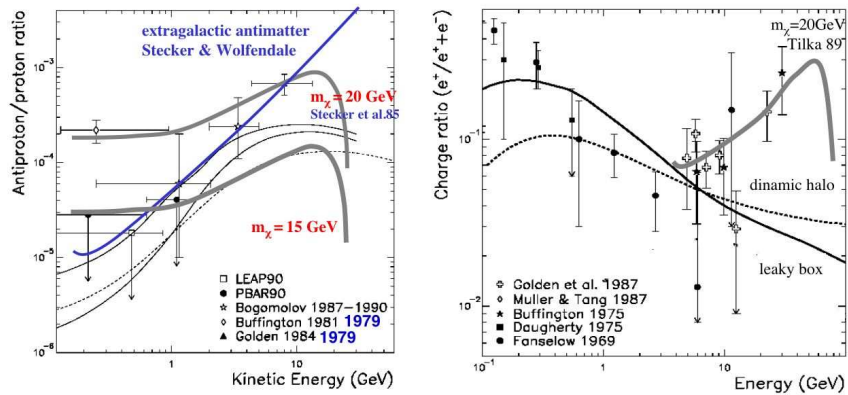 Antiproton/proton ratio
extragalactic antimatter
Stecker & Wolfendale
10⁻³
10⁻⁴
10⁻⁵
10⁻⁶
mχ = 20 GeV
Stecker et al.85
mχ = 15 GeV
LEAP90
PBAR90
Bogomolov 1987-1990
Buffington 1981 1979
Golden 1984 1979
1
10
Kinetic Energy (GeV)
Charge ratio (e⁺/e⁺+e⁻)
mχ=20GeV
Tilka 89
10⁻¹
10⁻²
dinamic halo
leaky box
Golden et al. 1987
Muller & Tang 1987
Buffington 1975
Daugherty 1975
Fanselow 1969
10⁻¹
1
10
Energy (GeV)